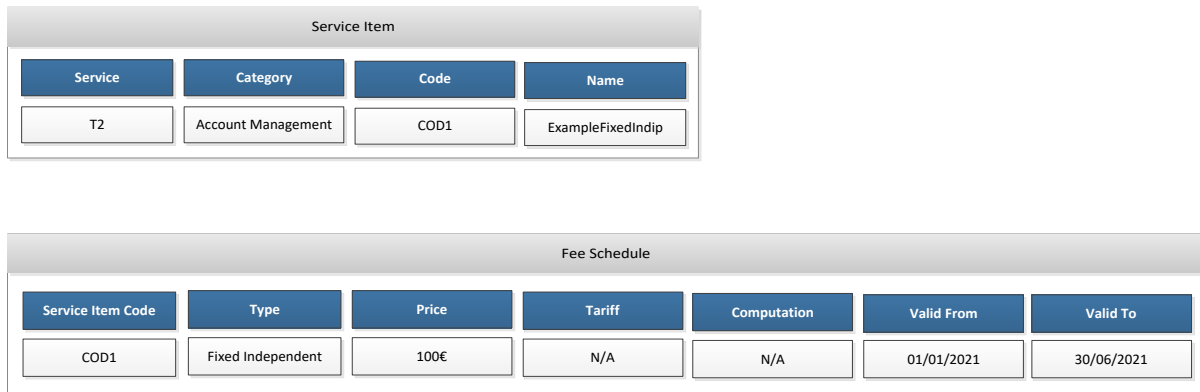 Service Item
Service Category Code Name
T2 Account Management COD1 ExampleFixedIndip
Fee Schedule
Service Item Code Type Price Tariff Computation Valid From Valid To
COD1 Fixed Independent 100€ N/A N/A 01/01/2021 30/06/2021